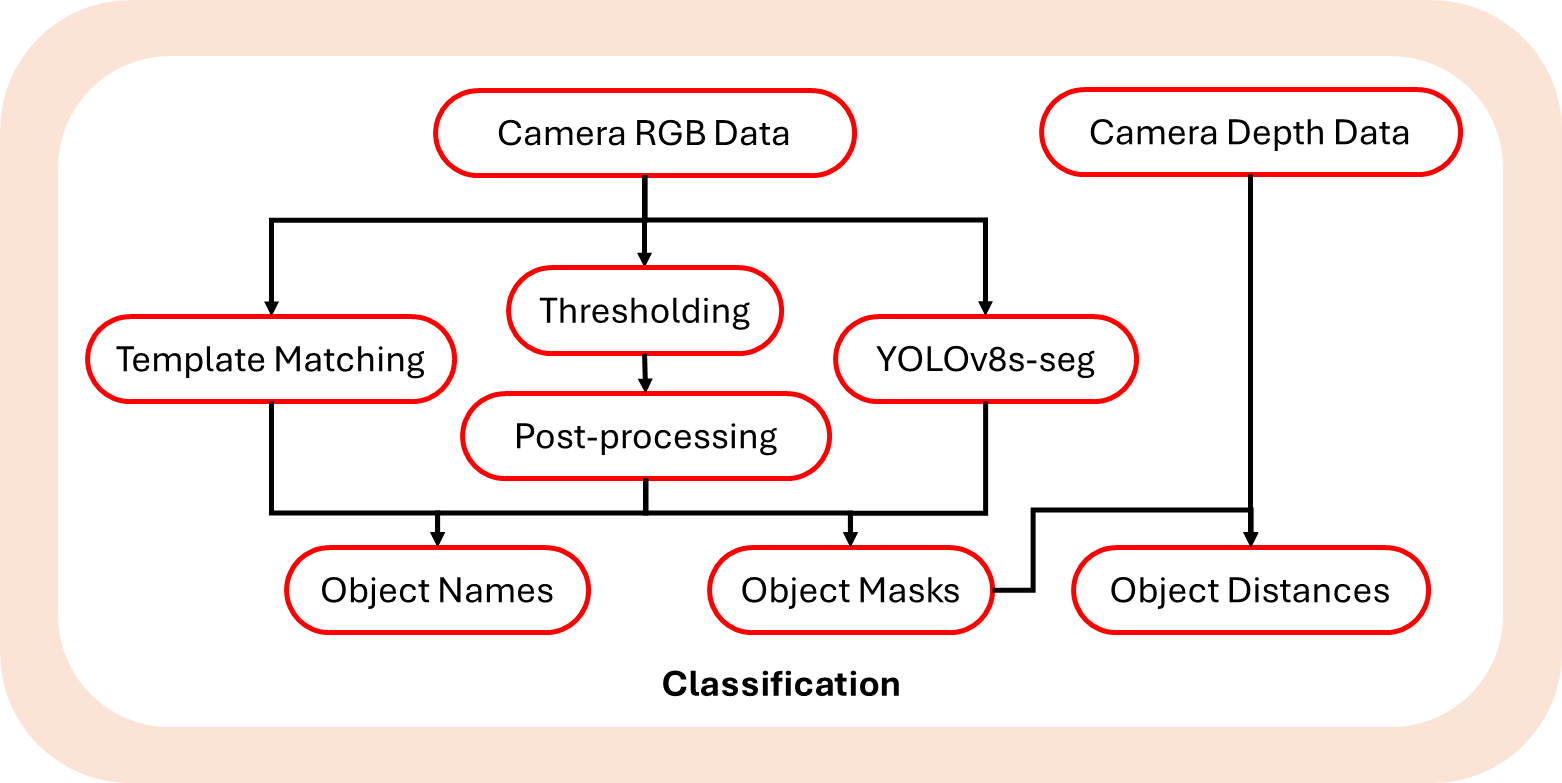 Camera RGB Data
Camera Depth Data
Thresholding
Template Matching
YOLOv8s-seg
Post-processing
Object Names
Object Masks
Object Distances
Classification